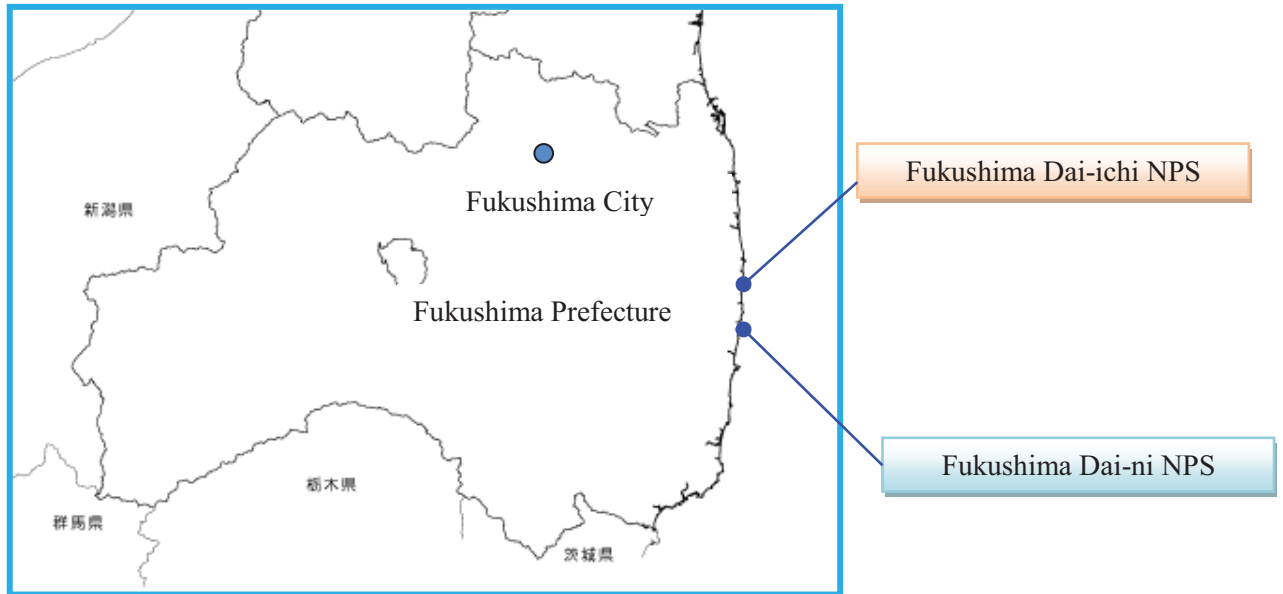 Fukushima Dai-ichi NPS
Fukushima City
新潟県
Fukushima Prefecture
Fukushima Dai-ni NPS
栃木県
群馬県
茨城県